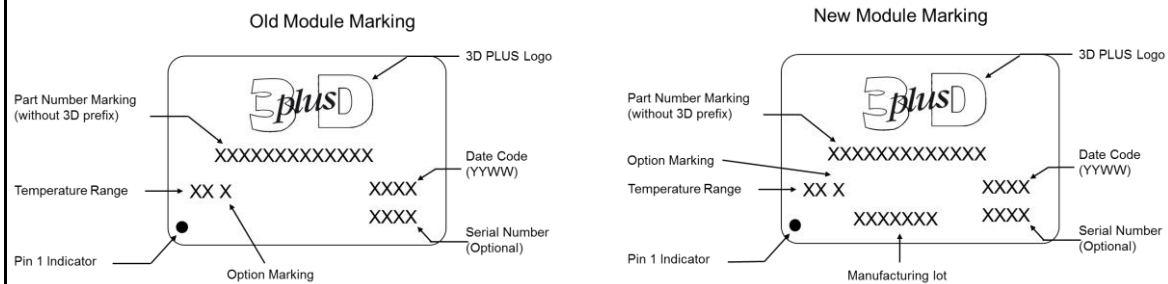 Old Module Marking
3D PLUS Logo
3plusD
Part Number Marking
(without 3D prefix)
XXXXXXXXXXXXX
Date Code
(YYWW)
Temperature Range
XX X
XXXX
XXXX
Serial Number
(Optional)
Pin 1 Indicator
Option Marking
New Module Marking
3D PLUS Logo
3plusD
Part Number Marking
(without 3D prefix)
XXXXXXXXXXXXX
Option Marking
Date Code
(YYWW)
Temperature Range
XX X
XXXX
XXXXXXX
XXXX
Serial Number
(Optional)
Pin 1 Indicator
Manufacturing lot